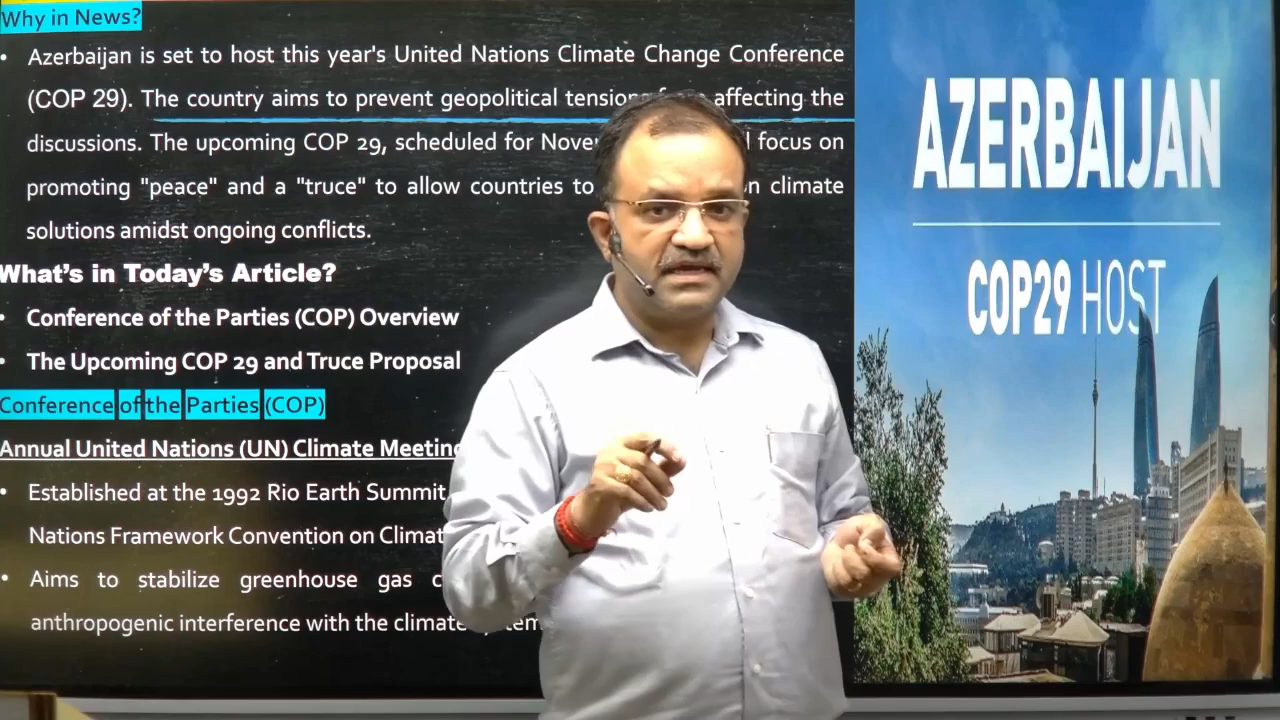 Why in News?
• Azerbaijan is set to host this year's United Nations Climate Change Conference
(COP 29). The country aims to prevent geopolitical tensions affecting the
discussions. The upcoming COP 29, scheduled for focus on
promoting "peace" and a "truce" to allow countries to climate
solutions amidst ongoing conflicts.
What's in Today's Article?
• Conference of the Parties (COP) Overview
• The Upcoming COP 29 and Truce Proposal
Conference of the Parties (COP)
Annual United Nations (UN) Climate Meeting
• Established at the 1992 Rio Earth Summit
Nations Framework Convention on
• Aims to stabilize greenhouse gas
anthropogenic interference with the climate
AZERBAIJAN
COP29 HOST